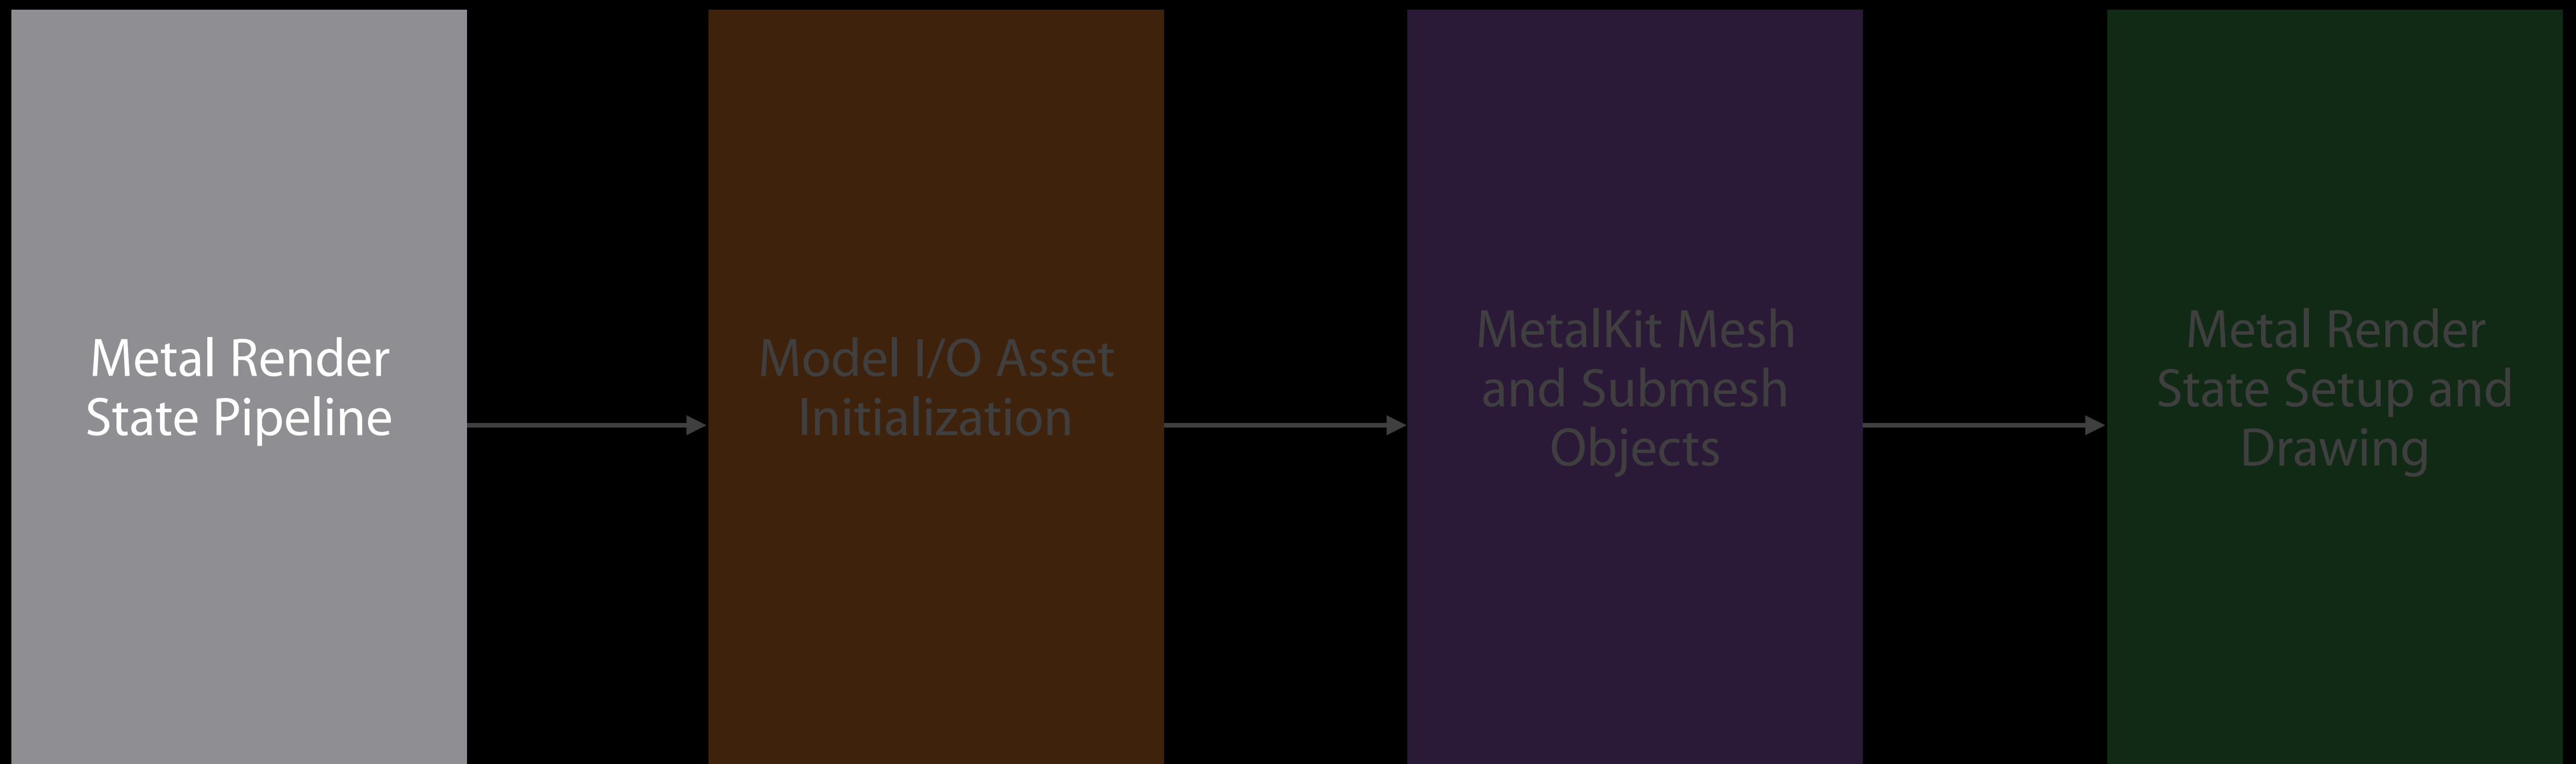 Metal Render
State Pipeline
Model I/O Asset
Initialization
MetalKit Mesh
and Submesh
Objects
Metal Render
State Setup and
Drawing